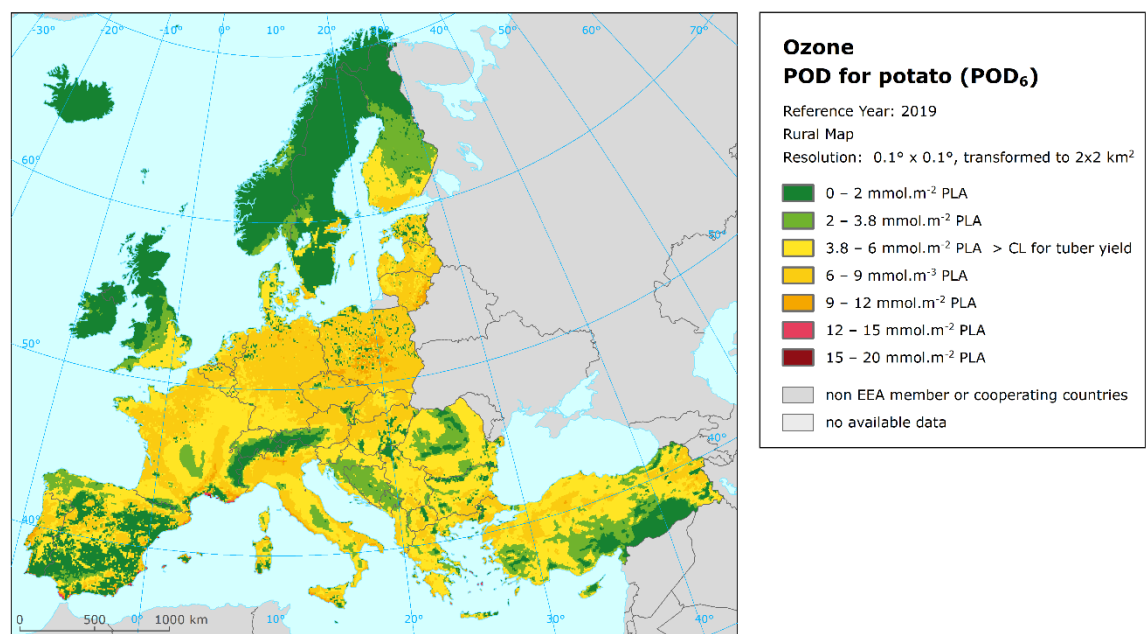 -30° -20° -10° 0° 10° 20° 30° 40° 50° 60° 70°
60°
50°
50°
40°
40°
0 10° 20° 30° 40°
0 500 1000 km
Ozone
POD for potato (POD₆)
Reference Year: 2019
Rural Map
Resolution: 0.1° x 0.1°, transformed to 2x2 km²
0 – 2 mmol.m⁻² PLA
2 – 3.8 mmol.m⁻² PLA
3.8 – 6 mmol.m⁻² PLA > CL for tuber yield
6 – 9 mmol.m⁻³ PLA
9 – 12 mmol.m⁻² PLA
12 – 15 mmol.m⁻² PLA
15 – 20 mmol.m⁻² PLA
non EEA member or cooperating countries
no available data